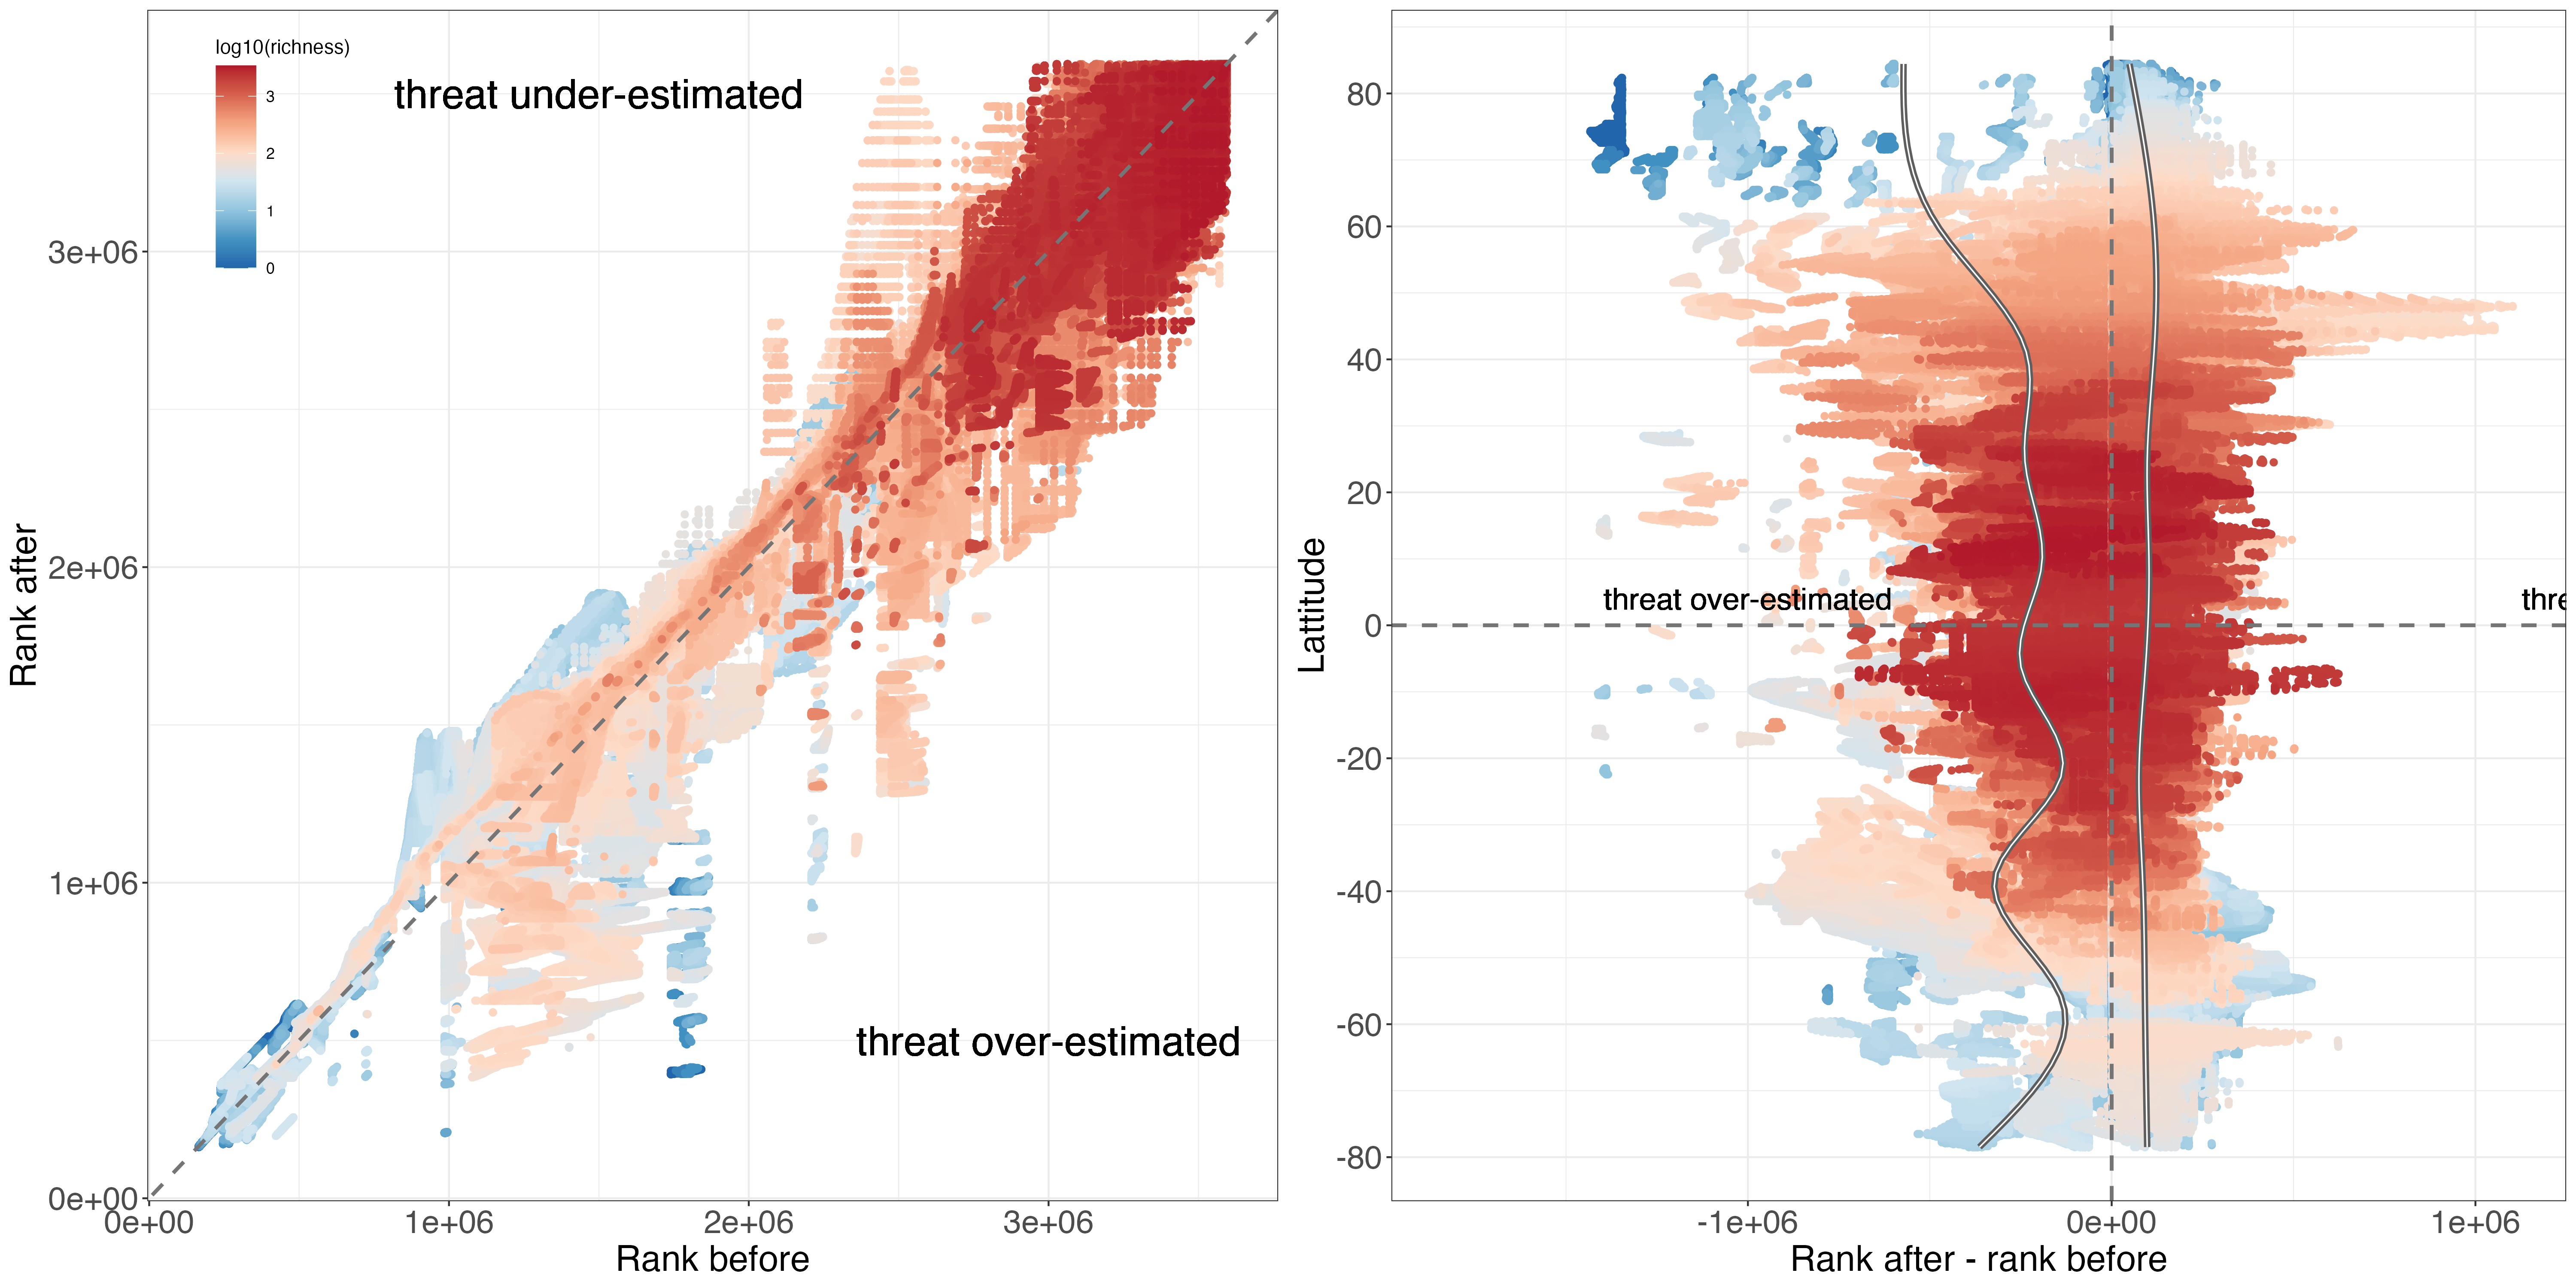 log10(richness)
3
2
1
0
threat under-estimated
threat over-estimated
3e+06
2e+06
1e+06
0e+00
0e+00
1e+06
2e+06
3e+06
Rank before
Rank after
80
60
40
20
0
-20
-40
-60
-80
Lattitude
threat over-estimated
thre
-1e+06
0e+00
1e+06
Rank after - rank before